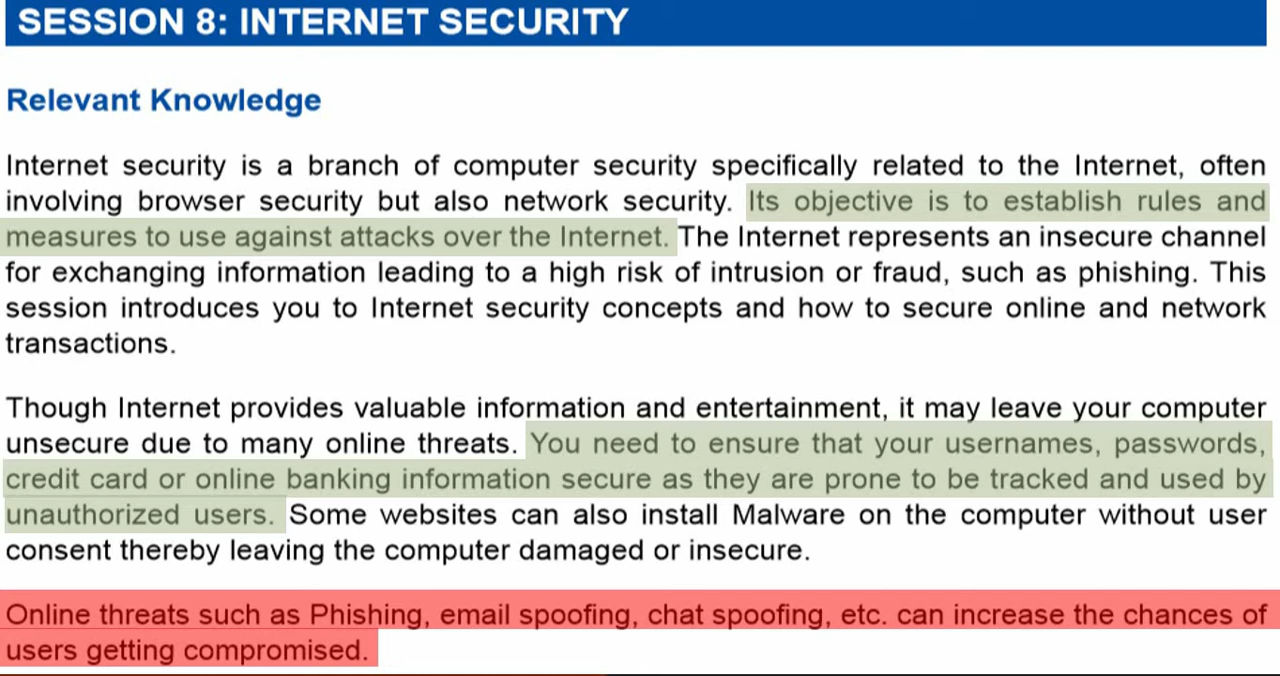 SESSION 8: INTERNET SECURITY
Relevant Knowledge
Internet security is a branch of computer security specifically related to the Internet, often
involving browser security but also network security. Its objective is to establish rules and
measures to use against attacks over the Internet. The Internet represents an insecure channel
for exchanging information leading to a high risk of intrusion or fraud, such as phishing. This
session introduces you to Internet security concepts and how to secure online and network
transactions.
Though Internet provides valuable information and entertainment, it may leave your computer
unsecure due to many online threats. You need to ensure that your usernames, passwords,
credit card or online banking information secure as they are prone to be tracked and used by
unauthorized users. Some websites can also install Malware on the computer without user
consent thereby leaving the computer damaged or insecure.
Online threats such as Phishing, email spoofing, chat spoofing, etc. can increase the chances of
users getting compromised.